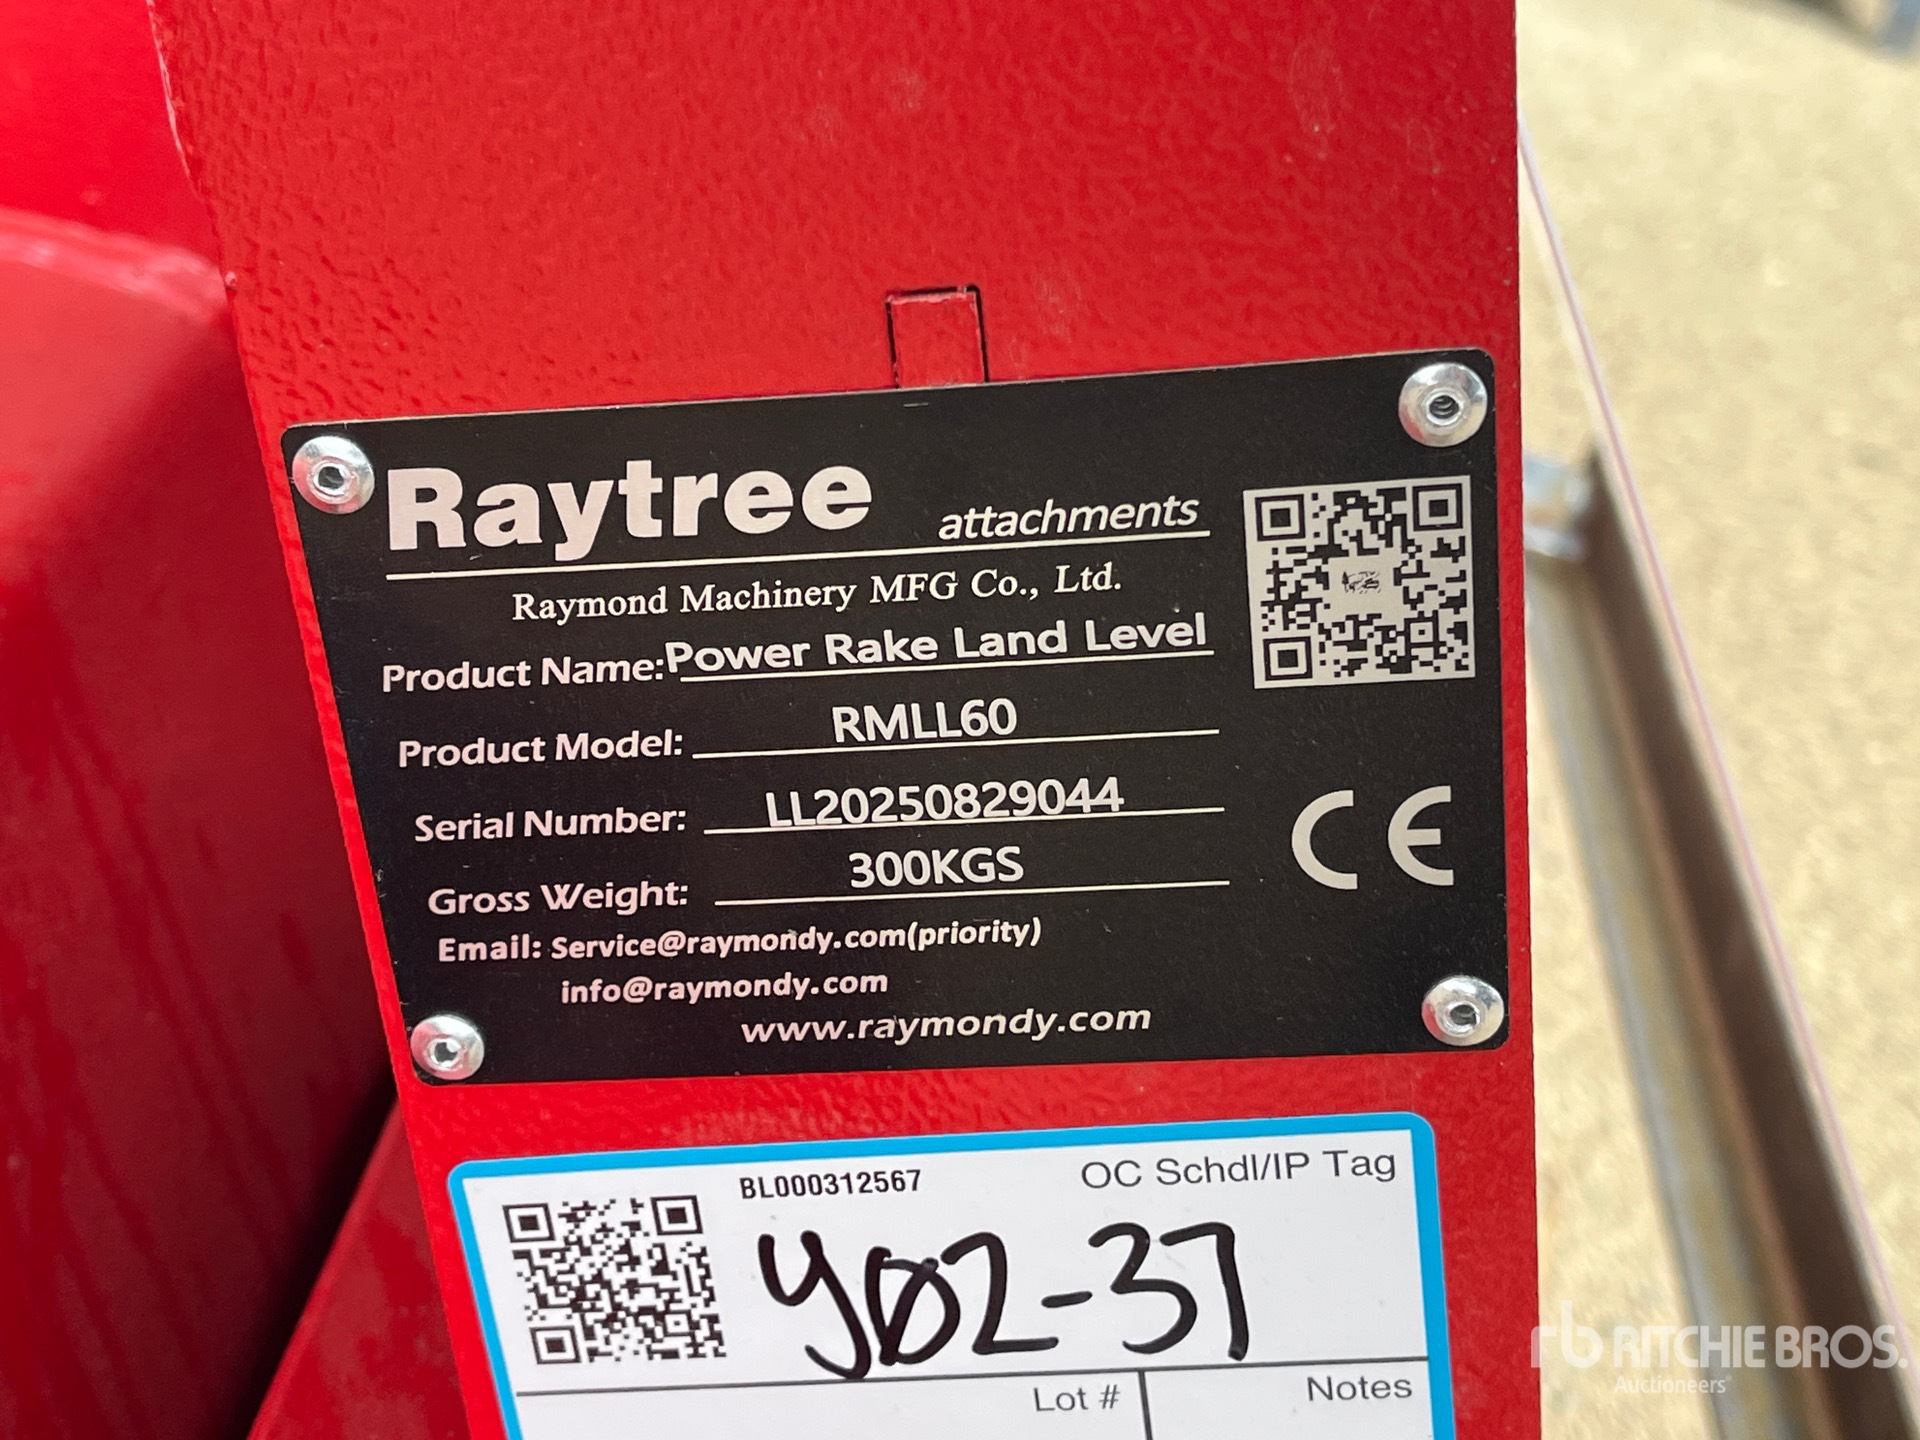 Raytree attachments
Raymond Machinery MFG Co., Ltd.
Product Name: Power Rake Land Level
Product Model: RMLL60
Serial Number: LL20250829044
Gross Weight: 300KGS
Email: Service@raymondy.com(priority)
info@raymondy.com
www.raymondy.com
CE
BL000312567
OC Schdl/IP Tag
Y02-37
Lot #
Notes
rb RITCHIE BROS.
Auctioneers